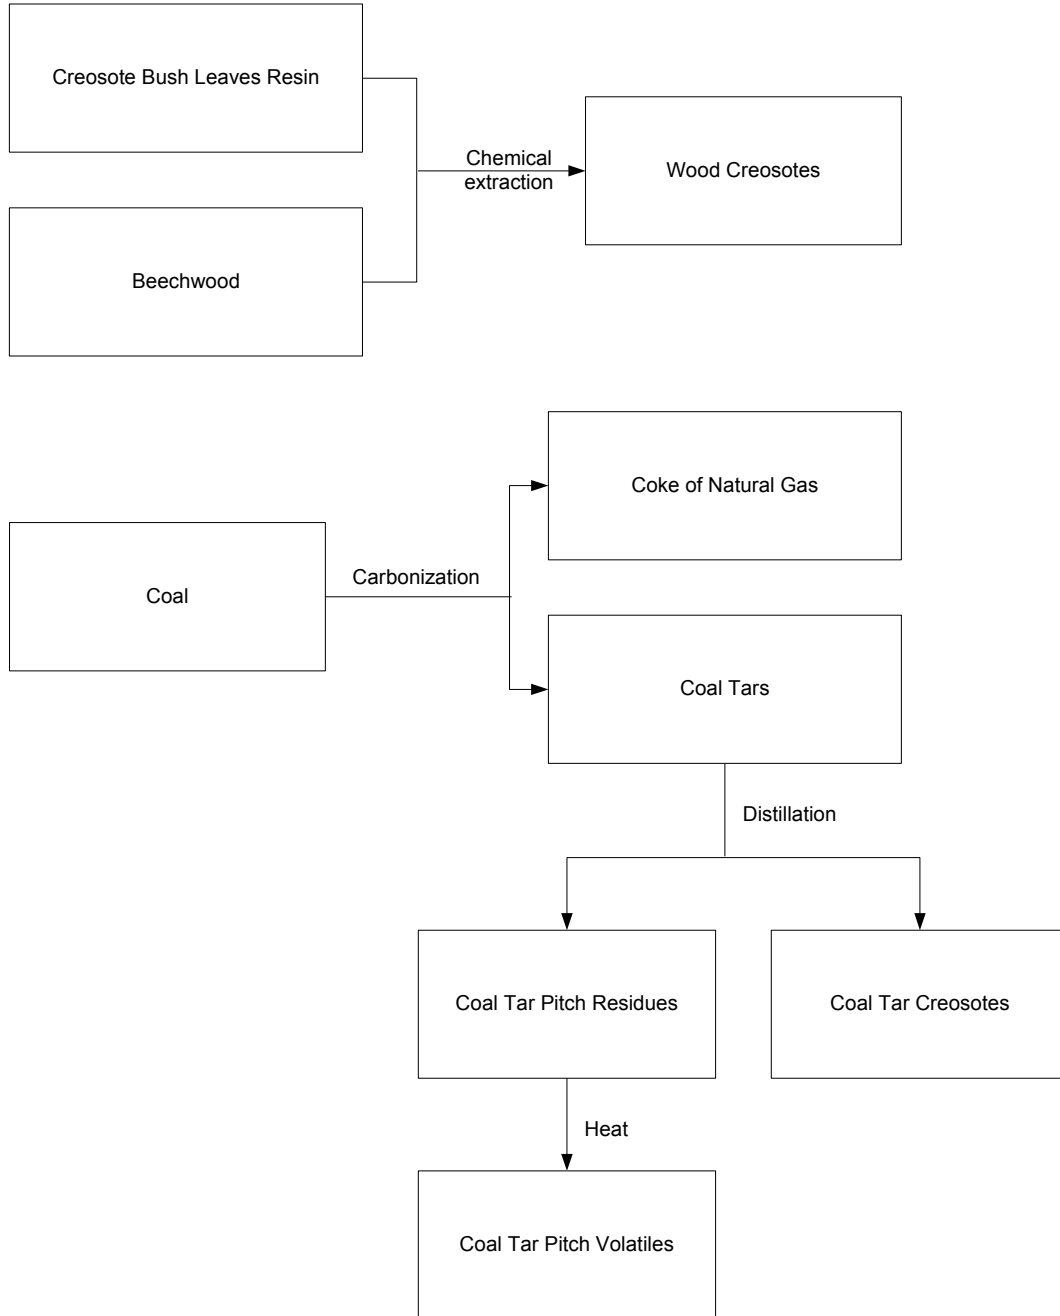 Creosote Bush Leaves Resin
Chemical
extraction
Wood Creosotes
Beechwood
Coke of Natural Gas
Carbonization
Coal
Coal Tars
Distillation
Coal Tar Pitch Residues
Coal Tar Creosotes
Heat
Coal Tar Pitch Volatiles